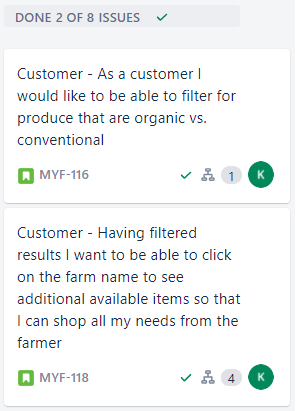 DONE 2 OF 8 ISSUES
Customer - As a customer I
would like to be able to filter for
produce that are organic vs.
conventional
MYF-116 1 K
Customer - Having filtered
results I want to be able to click
on the farm name to see
additional available items so that
I can shop all my needs from the
farmer
MYF-118 4 K